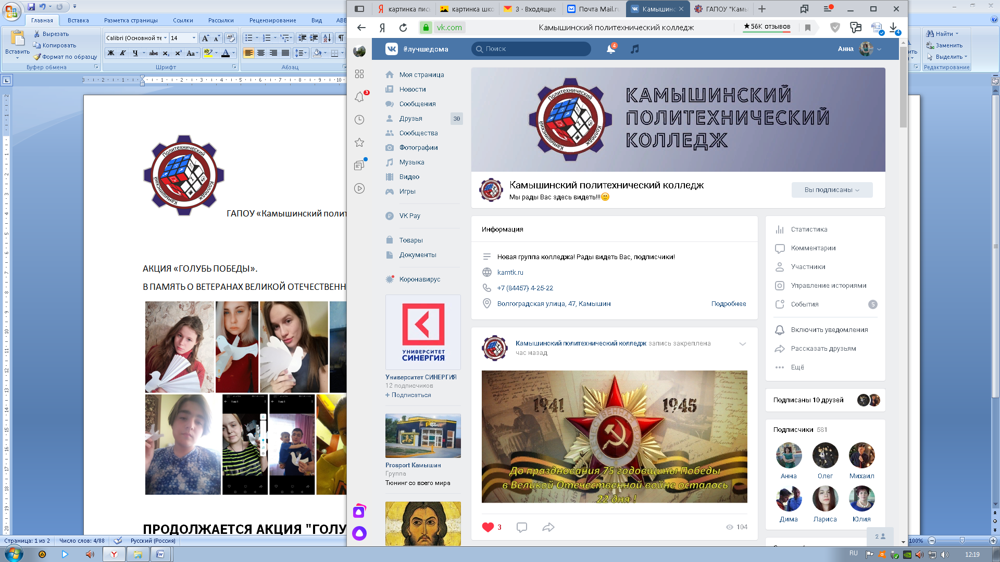 Главная
Вставка
Разметка страницы
Ссылки
Рассылки
Рецензирование
Вид
Вставить
Вырезать
Копировать
Формат по образцу
Буфер обмена
Calibri (Основной те
14
Шрифт
Абзац
Найти
Заменить
Выделить
Редактирование
ГАПОУ «Камышинский полит
АКЦИЯ «ГОЛУБЬ ПОБЕДЫ».
В ПАМЯТЬ О ВЕТЕРАНАХ ВЕЛИКОЙ ОТЕЧЕСТВЕНН
ПРОДОЛЖАЕТСЯ АКЦИЯ "ГОЛУ
Страница: 1 из 2
Число слов: 4/88
Русский (Россия)
100%
картинка пись
картинка шко
3 · Входящие
Почта Mail.r
Камышинс
ГАПОУ "Камы
vk.com
Камышинский политехнический колледж
★56K отзывов
#лучшедома
Поиск
4
Анна
3
Моя страница
Новости
Сообщения
Друзья
30
Сообщества
Фотографии
Музыка
Видео
Игры
VK Pay
Товары
Документы
Коронавирус
УНИВЕРСИТЕТ
СИНЕРГИЯ
Университет СИНЕРГИЯ
12 подписчиков
+ Подписаться
Prosport Камышин
Группа
Тюнинг со всего мира
Политехнический
Колледж
Камышинский
КАМЫШИНСКИЙ
ПОЛИТЕХНИЧЕСКИЙ
КОЛЛЕДЖ
Камышинский политехнический колледж
Мы рады Вас здесь видеть!!!🙂
Вы подписаны
Информация
Новая группа колледжа! Рады видеть Вас, подписчики!
kamtk.ru
+7 (84457) 4-25-22
Волгоградская улица, 47, Камышин
Подробнее
Камышинский политехнический колледж запись закреплена
час назад
1941
1945
До празднования 75 годовщины Победы
в Великой Отечественной войне осталось
22 дня !
3
104
Статистика
Комментарии
Участники
Управление историями
События
5
Включить уведомления
Рассказать друзьям
Ещё
Подписаны 10 друзей
Подписчики 581
Анна
Олег
Михаил
Дима
Лариса
Юлия
2
RU
12:19